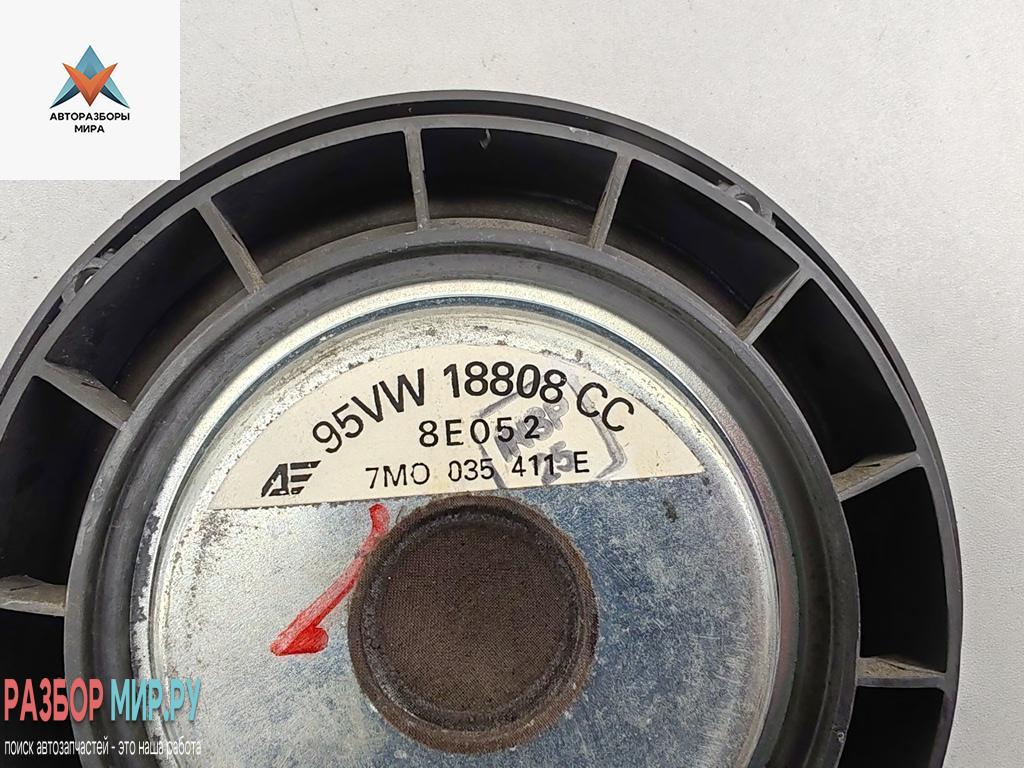 АВТОРАЗБОРЫ
МИРА
95VW 18808 CC
8E052
7M0 035 411 E
РАЗБОР МИР.РУ
поиск автозапчастей - это наша работа